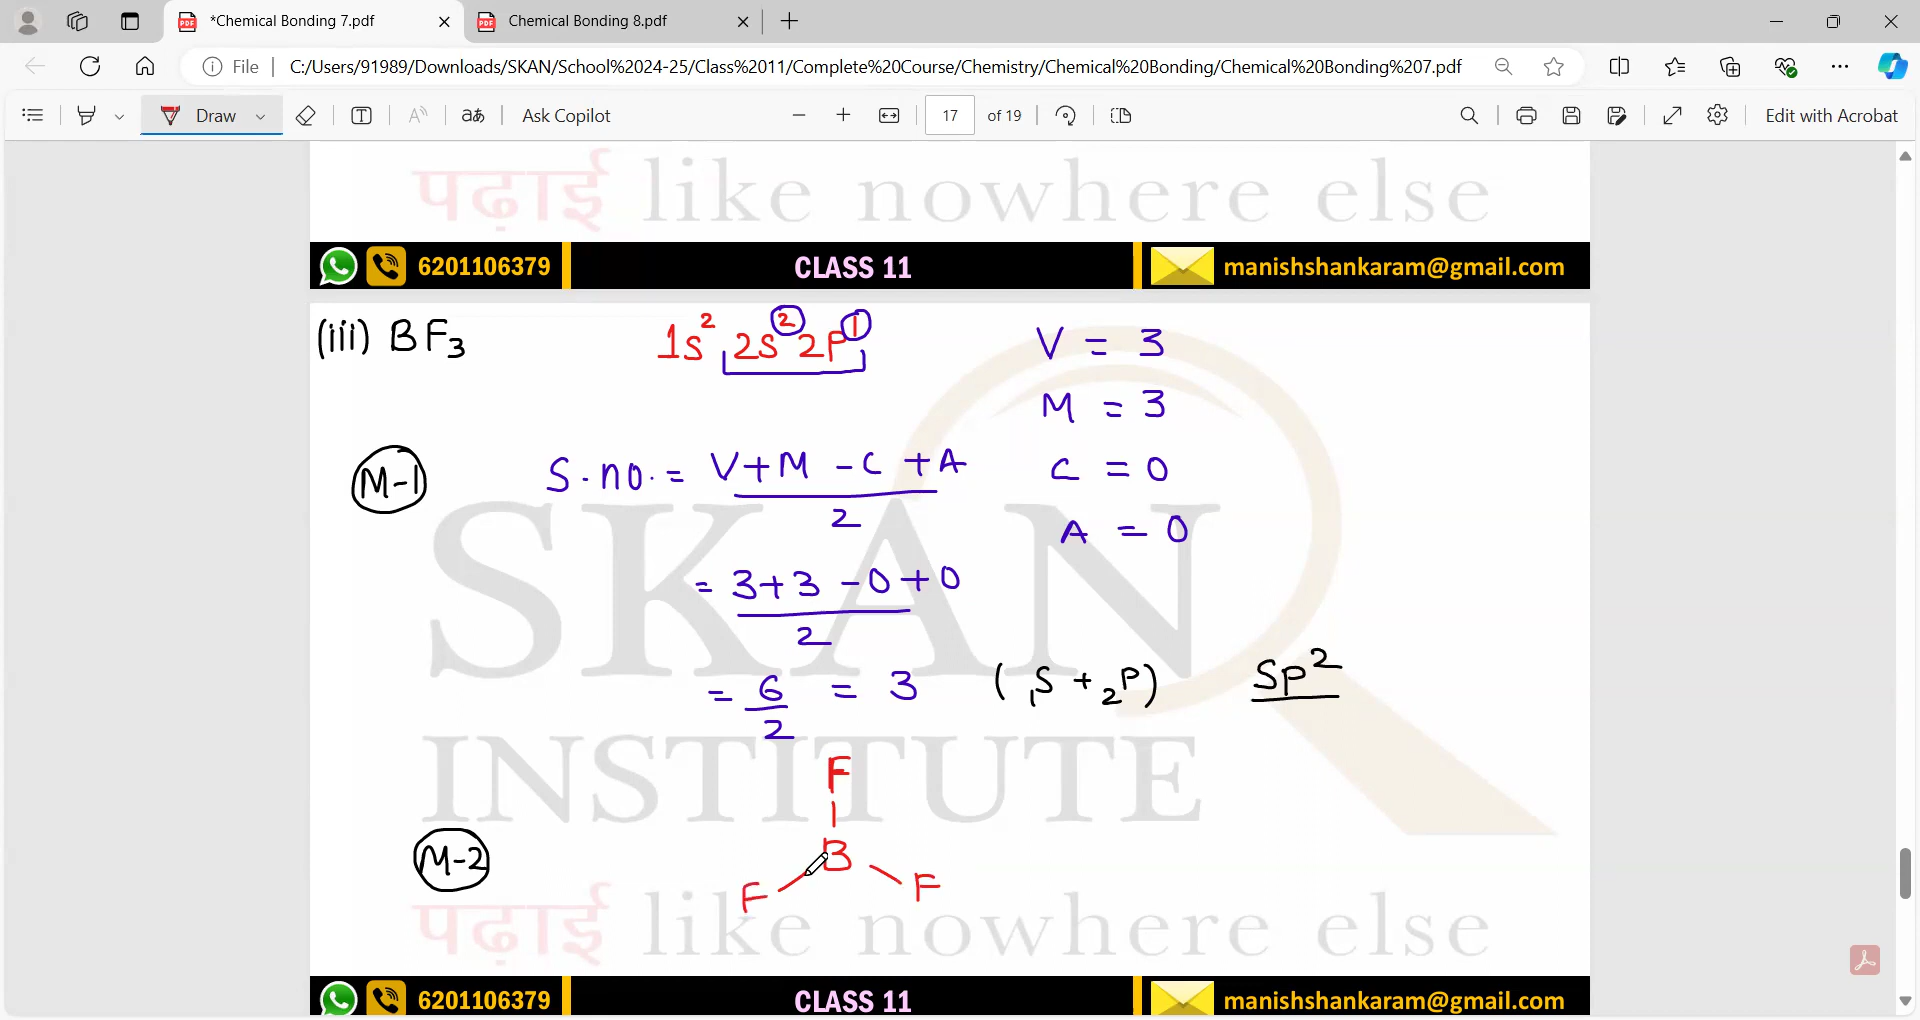 *Chemical Bonding 7.pdf
Chemical Bonding 8.pdf
File
C:/Users/91989/Downloads/SKAN/School%2024-25/Class%2011/Complete%20Course/Chemistry/Chemical%20Bonding/Chemical%20Bonding%207.pdf
Draw
T
A
aあ
Ask Copilot
17 of 19
Edit with Acrobat
पढ़ाई like nowhere else
6201106379 CLASS 11 manishshankaram@gmail.com
(iii) BF₃ 1s² 2s² 2p¹ V = 3
M = 3
M-1 S.no. = V+M-C+A C = 0
2 A = 0
= 3+3-0+0
2
= 6 = 3 (₁S + ₂P) Sp²
2
SKAN
INSTITUTE
F
M-2 B
F F
पढ़ाई like nowhere else
6201106379 CLASS 11 manishshankaram@gmail.com